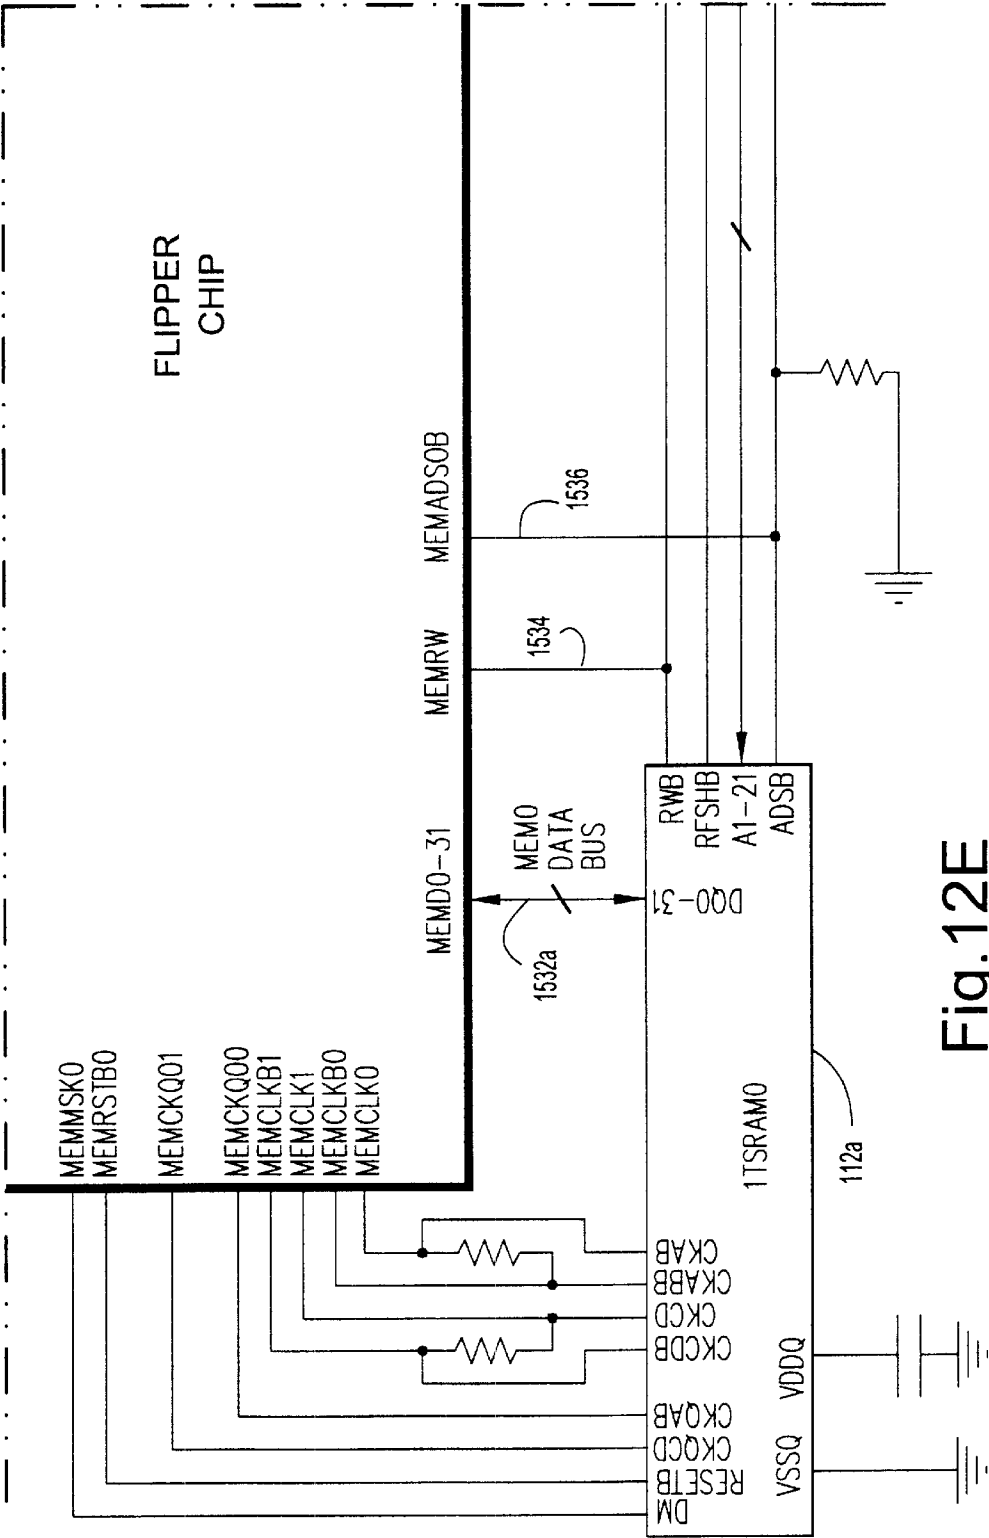 FLIPPER
CHIP
MEMMSK0
MEMRSTB0
MEMCKQ01
MEMCKQ00
MEMCLKB1
MEMCLK1
MEMCLKB0
MEMCLK0
MEMD0-31
MEMRW
MEMADS0B
1532a
MEM0
DATA
BUS
1534
1536
DM
RESETB
CKQCD
CKQAB
CKCDB
CKCD
CKABB
CKAB
DQ0-31
RWB
RFSHB
A1-21
ADSB
1TSRAM0
VSSQ
VDDQ
112a
Fig.12E